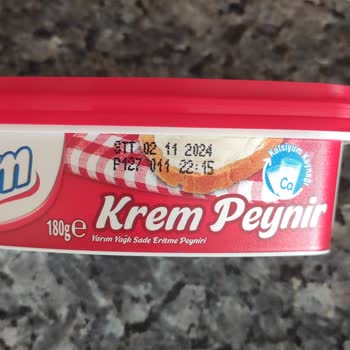 STT 02 11 2024
P127 011 22:15
Kalsiyum Kaynağı
Ca
m
180g℮
Krem Peynir
Yarım Yağlı Sade Eritme Peyniri